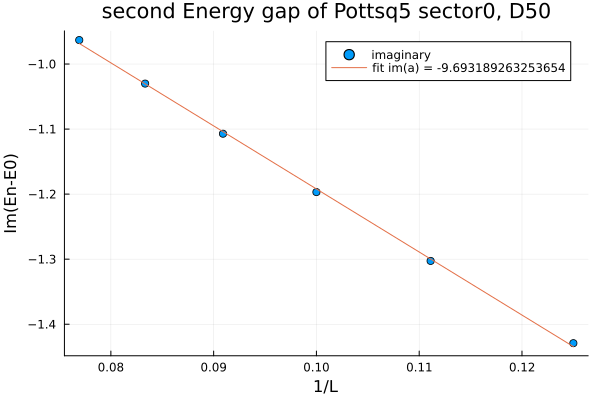 second Energy gap of Pottsq5 sector0, D50
imaginary
fit im(a) = -9.693189263253654
Im(En-E0)
−1.0
−1.1
−1.2
−1.3
−1.4
0.08
0.09
0.10
0.11
0.12
1/L